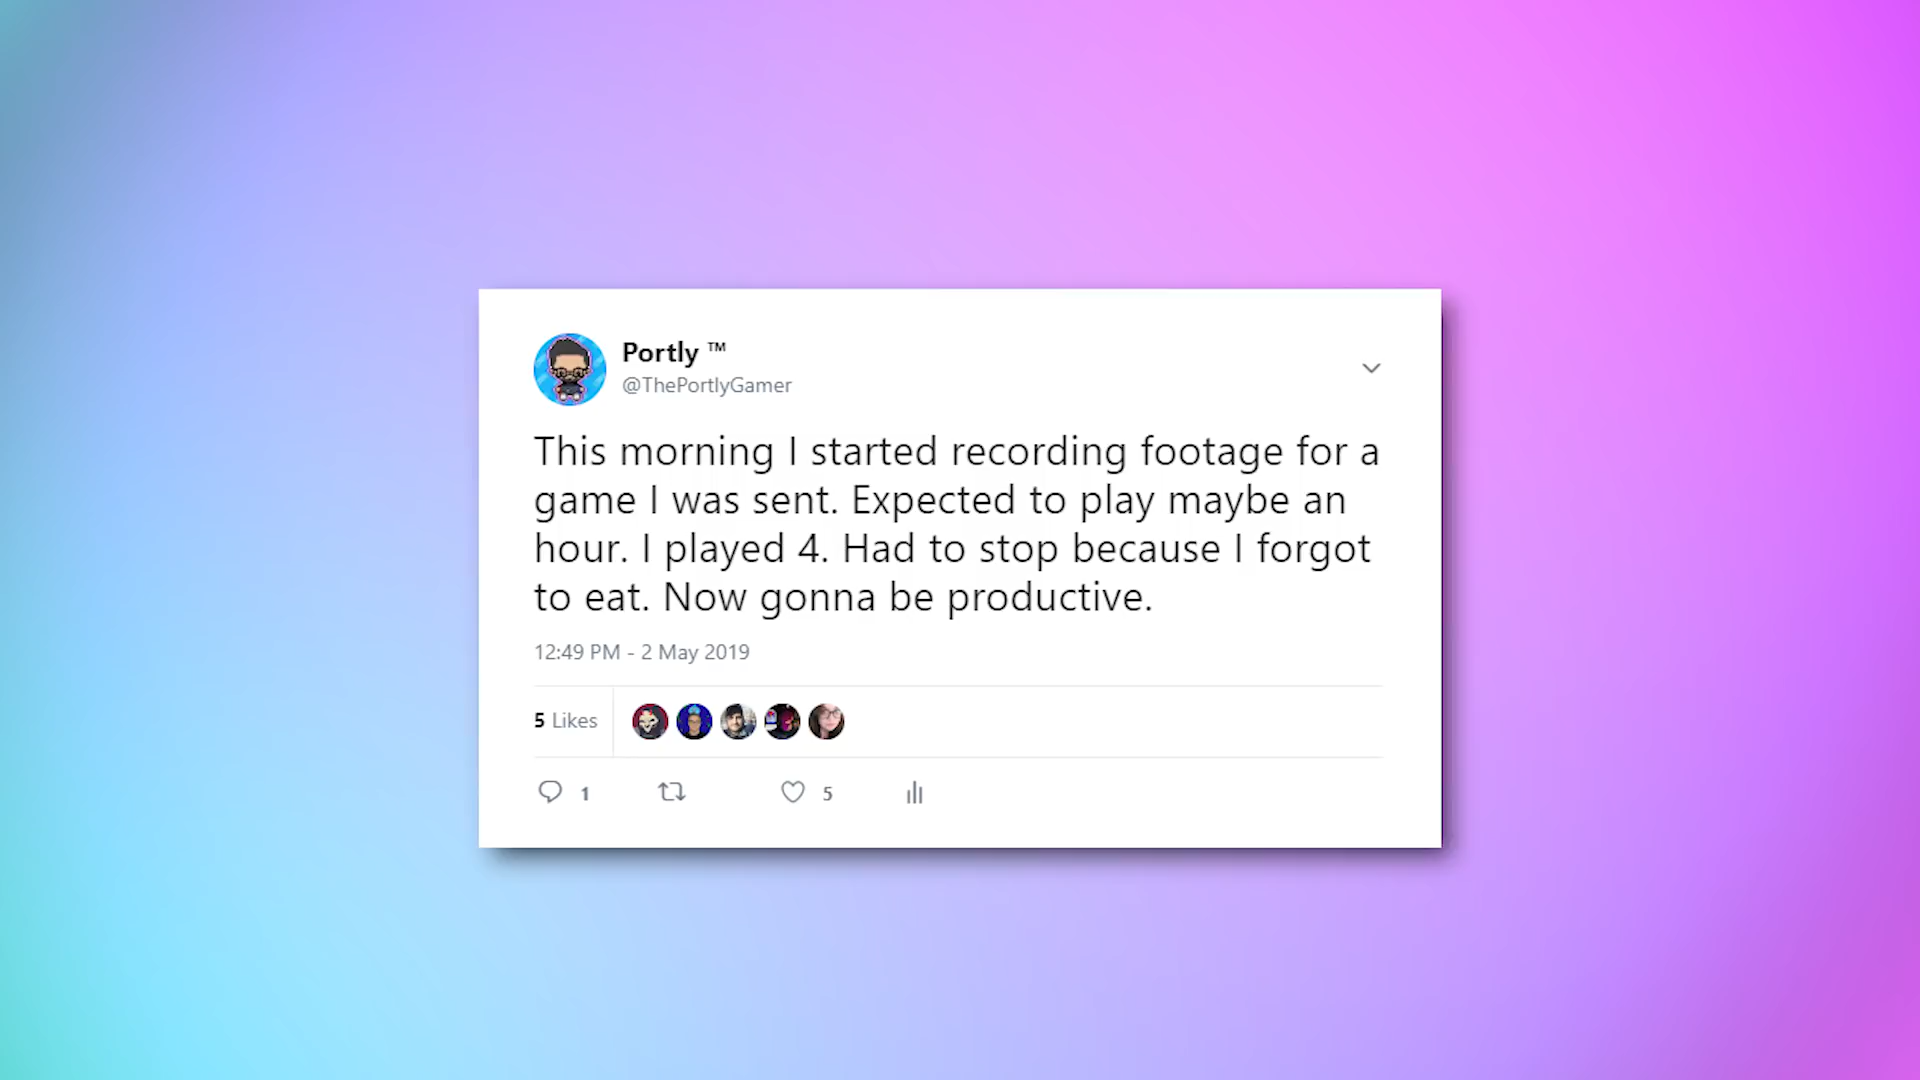 Portly ™
@ThePortlyGamer
This morning I started recording footage for a
game I was sent. Expected to play maybe an
hour. I played 4. Had to stop because I forgot
to eat. Now gonna be productive.
12:49 PM - 2 May 2019
5 Likes
1 5